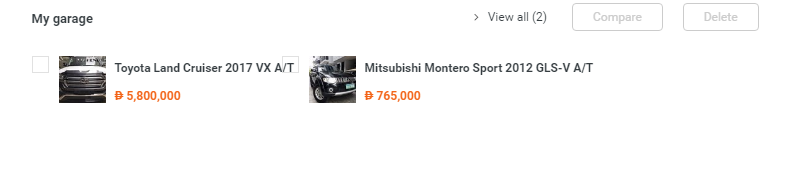 My garage
View all (2)
Compare
Delete
Toyota Land Cruiser 2017 VX A/T
₱ 5,800,000
Mitsubishi Montero Sport 2012 GLS-V A/T
₱ 765,000